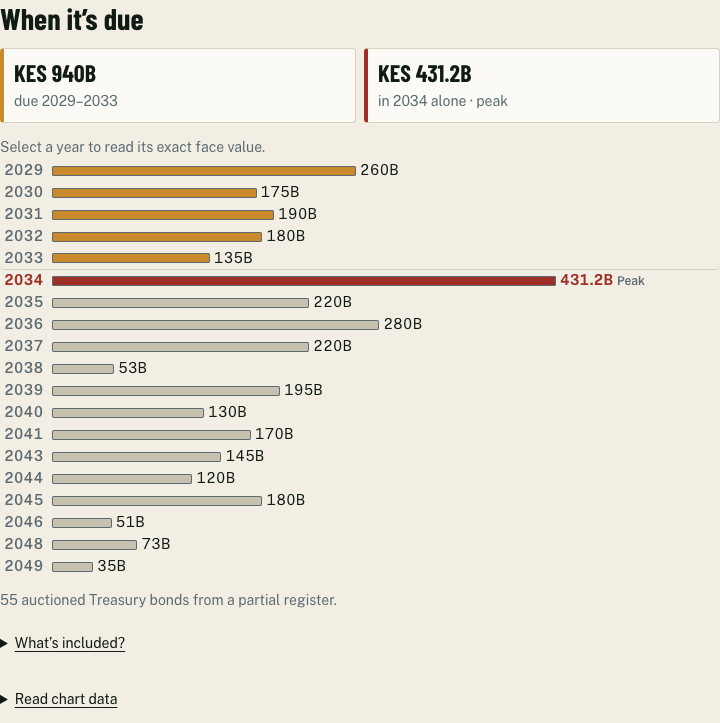 When it’s due
KES 940B
due 2029–2033
KES 431.2B
in 2034 alone · peak
Select a year to read its exact face value.
2029 260B
2030 175B
2031 190B
2032 180B
2033 135B
2034 431.2B Peak
2035 220B
2036 280B
2037 220B
2038 53B
2039 195B
2040 130B
2041 170B
2043 145B
2044 120B
2045 180B
2046 51B
2048 73B
2049 35B
55 auctioned Treasury bonds from a partial register.
What’s included?
Read chart data